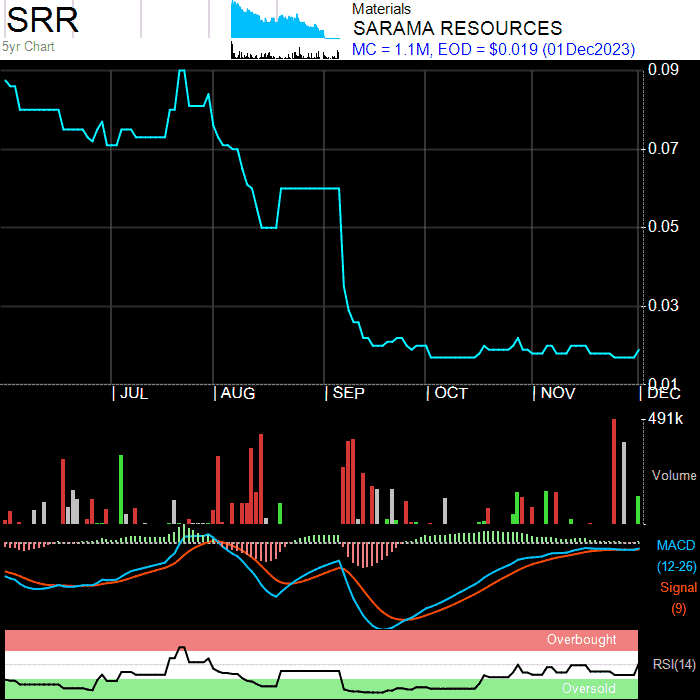 SRR
5yr Chart
Materials
SARAMA RESOURCES
MC = 1.1M, EOD = $0.019 (01Dec2023)
0.09
0.07
0.05
0.03
0.01
JUL AUG SEP OCT NOV DEC
491k
Volume
MACD
(12-26)
Signal
(9)
Overbought
RSI(14)
Oversold